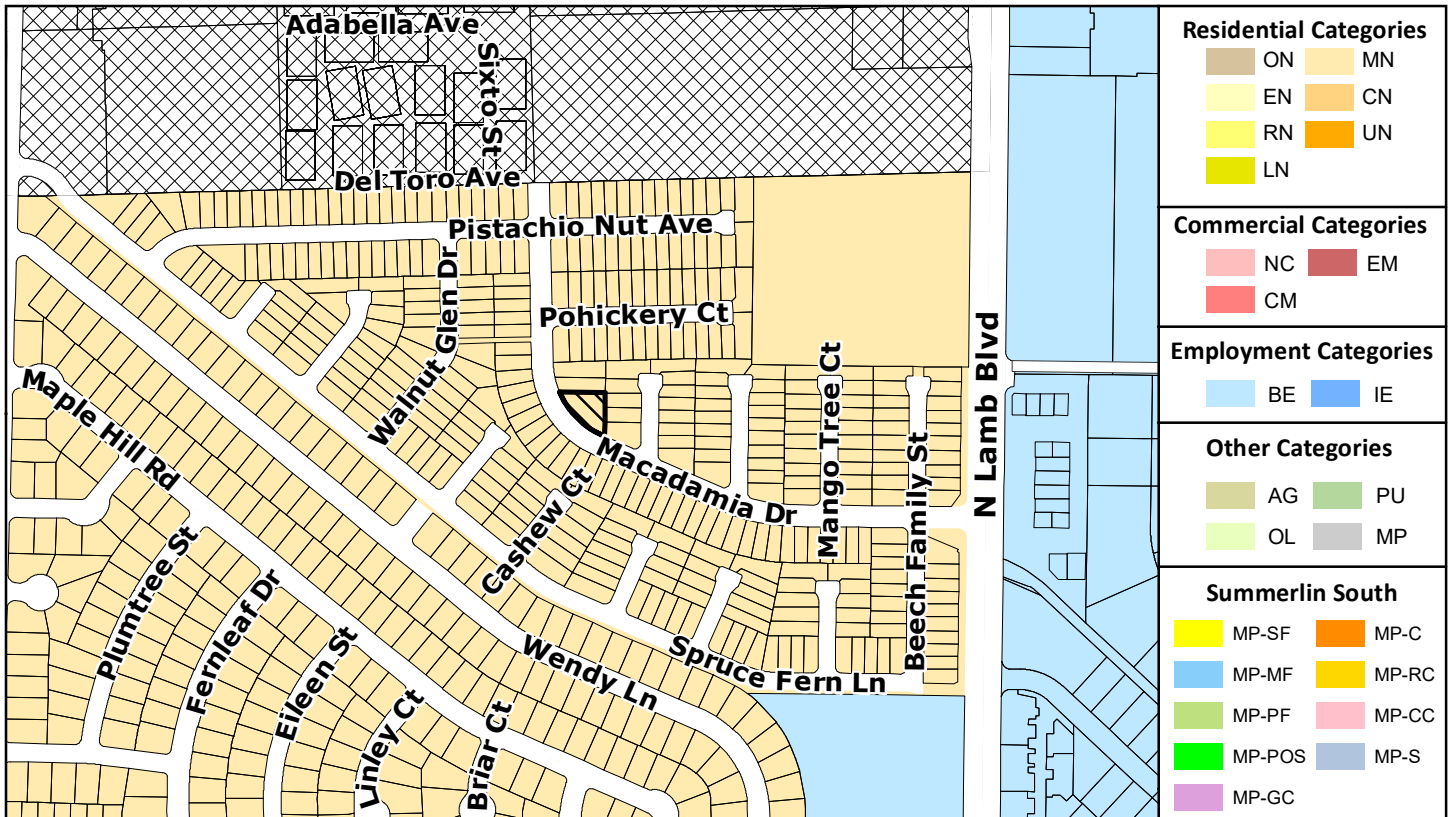 Adabella Ave
Sixto St
Del Toro Ave
Pistachio Nut Ave
Walnut Glen Dr
Pohickery Ct
Mango Tree Ct
N Lamb Blvd
Maple Hill Rd
Macadamia Dr
Cashew Ct
Beech Family St
Plumtree St
Fernleaf Dr
Eileen St
Linley Ct
Briar Ct
Wendy Ln
Spruce Fern Ln
Residential Categories
ON MN
EN CN
RN UN
LN
Commercial Categories
NC EM
CM
Employment Categories
BE IE
Other Categories
AG PU
OL MP
Summerlin South
MP-SF MP-C
MP-MF MP-RC
MP-PF MP-CC
MP-POS MP-S
MP-GC